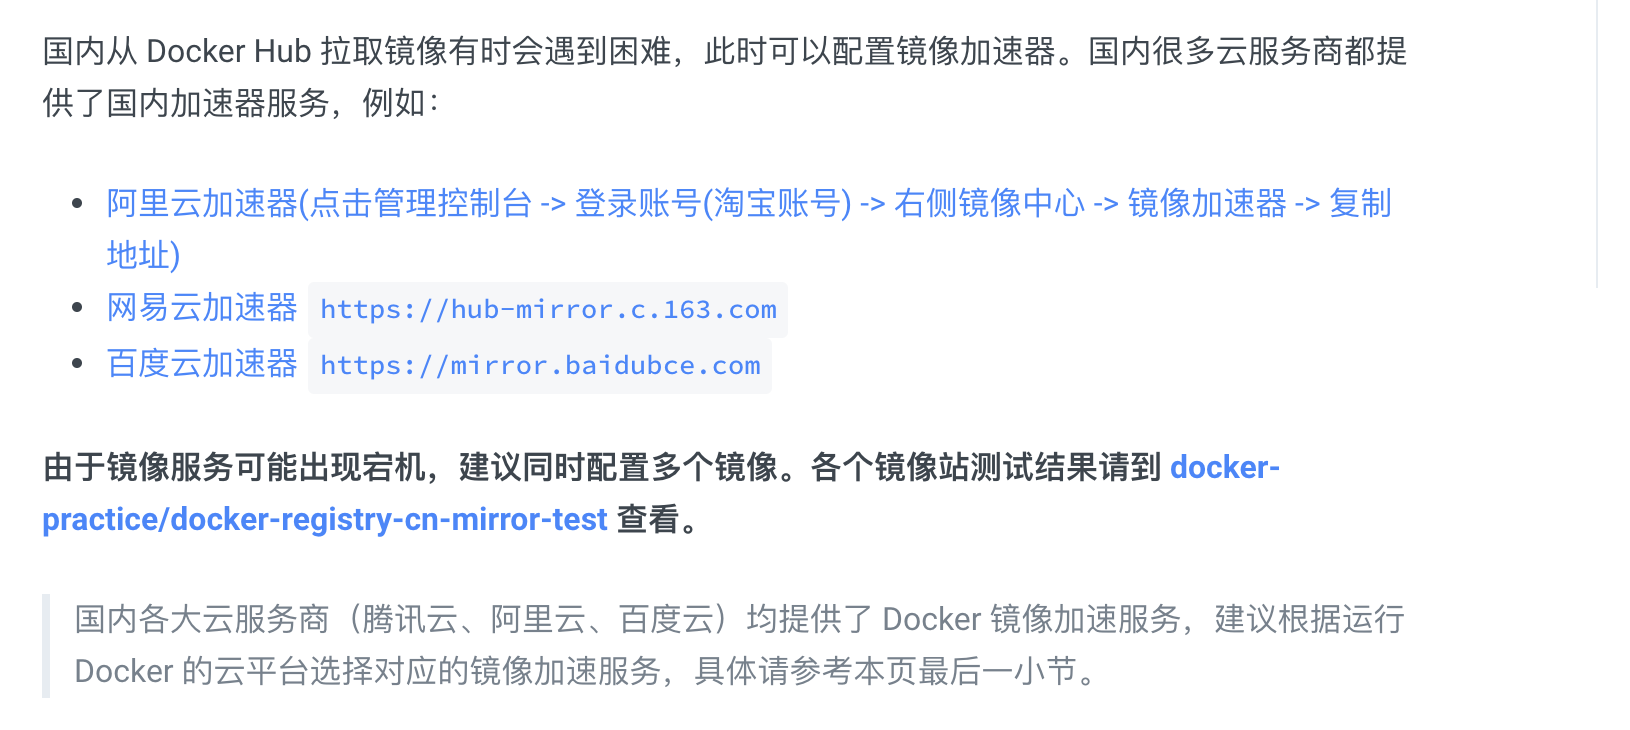 国内从 Docker Hub 拉取镜像有时会遇到困难，此时可以配置镜像加速器。国内很多云服务商都提
供了国内加速器服务，例如：
• 阿里云加速器(点击管理控制台 -> 登录账号(淘宝账号) -> 右侧镜像中心 -> 镜像加速器 -> 复制
地址)
• 网易云加速器 https://hub-mirror.c.163.com
• 百度云加速器 https://mirror.baidubce.com
由于镜像服务可能出现宕机，建议同时配置多个镜像。各个镜像站测试结果请到 docker-
practice/docker-registry-cn-mirror-test 查看。
国内各大云服务商（腾讯云、阿里云、百度云）均提供了 Docker 镜像加速服务，建议根据运行
Docker 的云平台选择对应的镜像加速服务，具体请参考本页最后一小节。